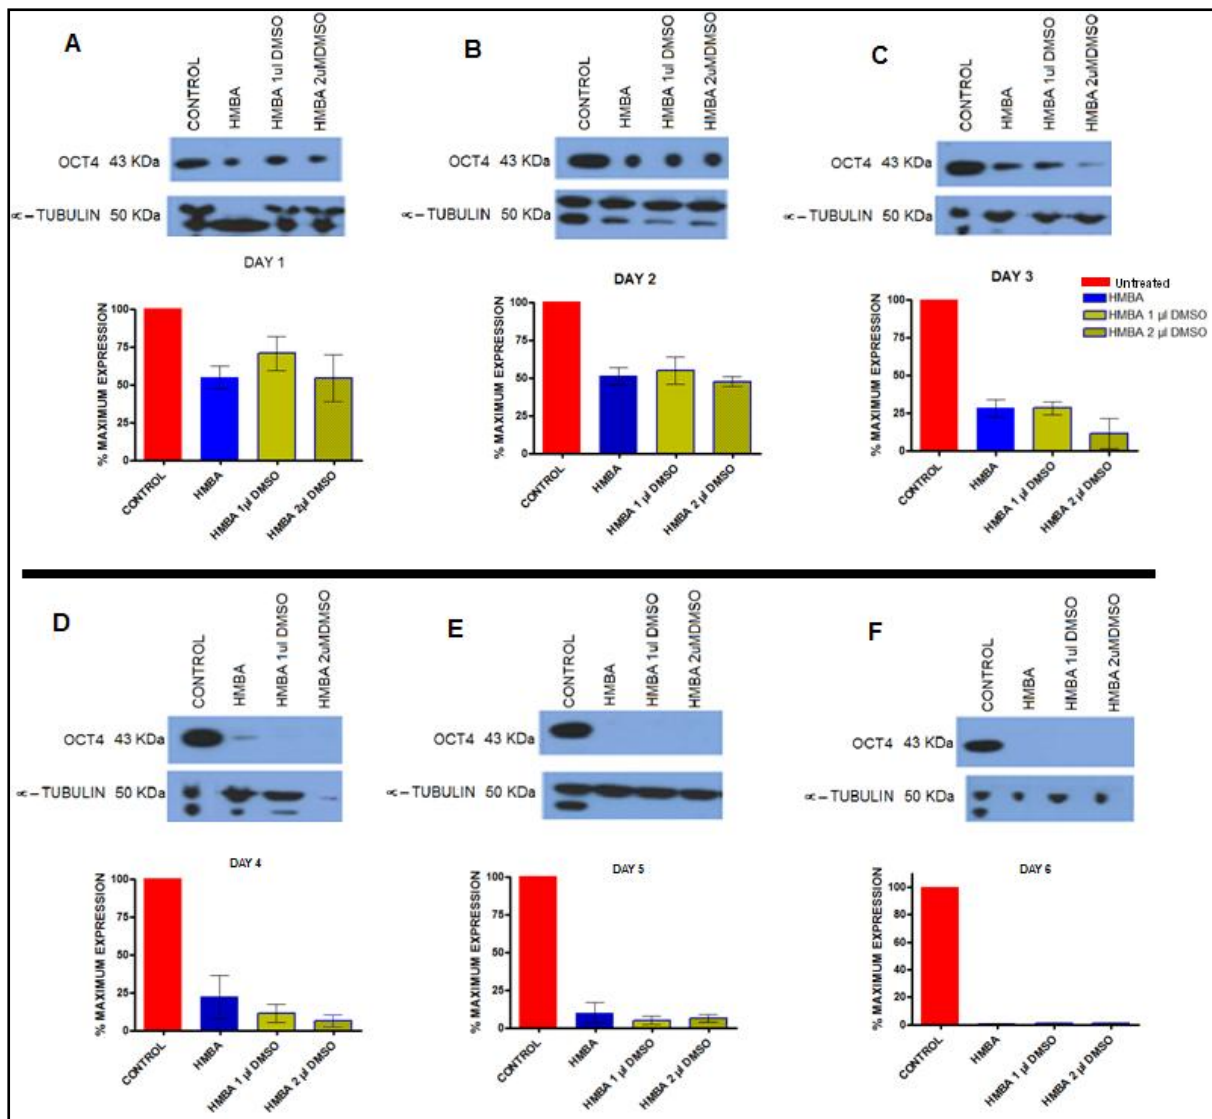 A
CONTROL
HMBA
HMBA 1ul DMSO
HMBA 2uMDMSO
OCT4 43 KDa
∝-TUBULIN 50 KDa
DAY 1
% MAXIMUM EXPRESSION
100
75
50
25
0
CONTROL
HMBA
HMBA 1µl DMSO
HMBA 2µl DMSO
B
CONTROL
HMBA
HMBA 1ul DMSO
HMBA 2uMDMSO
OCT4 43 KDa
∝-TUBULIN 50 KDa
DAY 2
% MAXIMUM EXPRESSION
100
75
50
25
0
CONTROL
HMBA
HMBA 1 µl DMSO
HMBA 2 µl DMSO
C
CONTROL
HMBA
HMBA 1ul DMSO
HMBA 2uMDMSO
OCT4 43 KDa
∝-TUBULIN 50 KDa
DAY 3
Untreated
HMBA
HMBA 1 µl DMSO
HMBA 2 µl DMSO
% MAXIMUM EXPRESSION
100
75
50
25
0
CONTROL
HMBA
HMBA 1 µl DMSO
HMBA 2 µl DMSO
D
CONTROL
HMBA
HMBA 1ul DMSO
HMBA 2uMDMSO
OCT4 43 KDa
∝-TUBULIN 50 KDa
DAY 4
% MAXIMUM EXPRESSION
100
75
50
25
0
CONTROL
HMBA
HMBA 1 µl DMSO
HMBA 2 µl DMSO
E
CONTROL
HMBA
HMBA 1ul DMSO
HMBA 2uMDMSO
OCT4 43 KDa
∝-TUBULIN 50 KDa
DAY 5
% MAXIMUM EXPRESSION
100
75
50
25
0
CONTROL
HMBA
HMBA 1 µl DMSO
HMBA 2 µl DMSO
F
CONTROL
HMBA
HMBA 1ul DMSO
HMBA 2uMDMSO
OCT4 43 KDa
∝-TUBULIN 50 KDa
DAY 6
% MAXIMUM EXPRESSION
100
80
60
40
20
0
CONTROL
HMBA
HMBA 1 µl DMSO
HMBA 2 µl DMSO